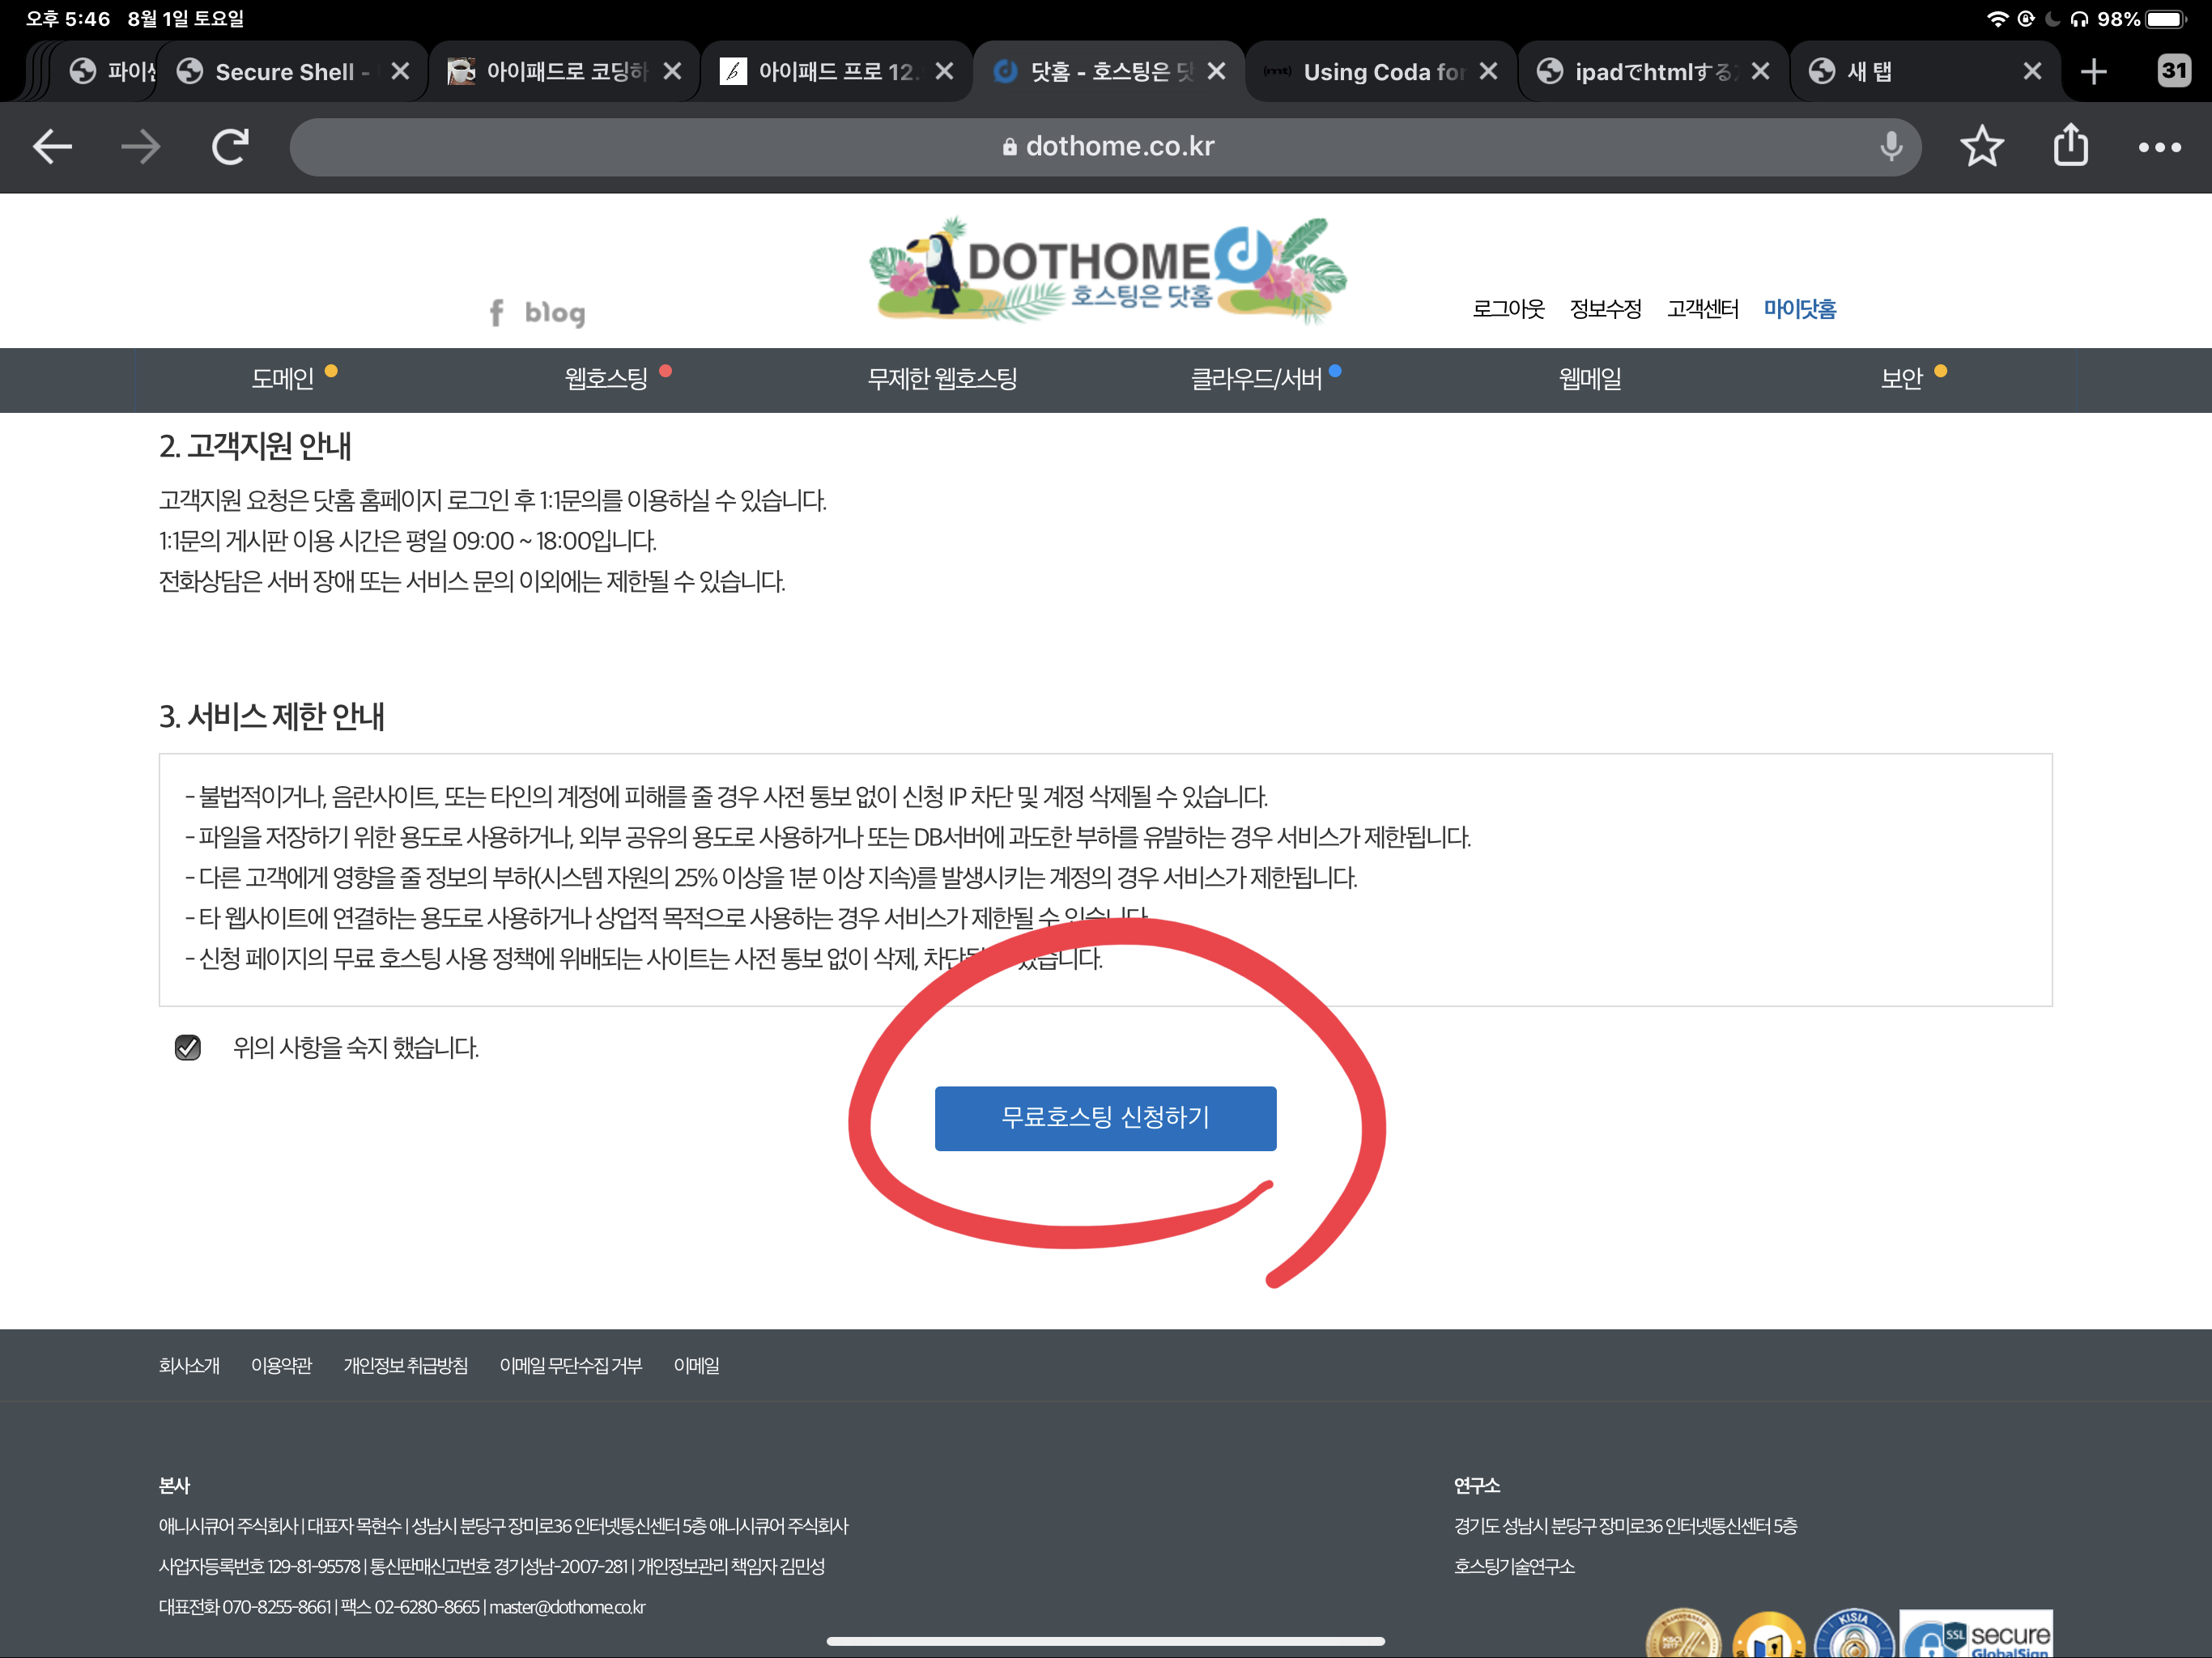 오후 5:46 8월 1일 토요일
98%
파이
Secure Shell -
아이패드로 코딩하
아이패드 프로 12.
닷홈 - 호스팅은 닷
Using Coda for
ipadでhtmlする
새 탭
31
dothome.co.kr
DOTHOME
호스팅은 닷홈
f blog
로그아웃 정보수정 고객센터 마이닷홈
도메인 웹호스팅 무제한 웹호스팅 클라우드/서버 웹메일 보안
2. 고객지원 안내
고객지원 요청은 닷홈 홈페이지 로그인 후 1:1문의를 이용하실 수 있습니다.
1:1문의 게시판 이용 시간은 평일 09:00 ~ 18:00입니다.
전화상담은 서버 장애 또는 서비스 문의 이외에는 제한될 수 있습니다.
3. 서비스 제한 안내
- 불법적이거나, 음란사이트, 또는 타인의 계정에 피해를 줄 경우 사전 통보 없이 신청 IP 차단 및 계정 삭제될 수 있습니다.
- 파일을 저장하기 위한 용도로 사용하거나, 외부 공유의 용도로 사용하거나 또는 DB서버에 과도한 부하를 유발하는 경우 서비스가 제한됩니다.
- 다른 고객에게 영향을 줄 정보의 부하(시스템 자원의 25% 이상을 1분 이상 지속)를 발생시키는 계정의 경우 서비스가 제한됩니다.
- 타 웹사이트에 연결하는 용도로 사용하거나 상업적 목적으로 사용하는 경우 서비스가 제한될 수 있습니다
- 신청 페이지의 무료 호스팅 사용 정책에 위배되는 사이트는 사전 통보 없이 삭제, 차단 있습니다.
위의 사항을 숙지 했습니다.
무료호스팅 신청하기
회사소개 이용약관 개인정보 취급방침 이메일 무단수집 거부 이메일
본사
애니시큐어 주식회사 | 대표자 목현수 | 성남시 분당구 장미로36 인터넷통신센터 5층 애니시큐어 주식회사
사업자등록번호 129-81-95578 | 통신판매신고번호 경기성남-2007-281 | 개인정보관리 책임자 김민성
대표전화 070-8255-8661 | 팩스 02-6280-8665 | master@dothome.co.kr
연구소
경기도 성남시 분당구 장미로36 인터넷통신센터 5층
호스팅기술연구소
KISIA
SSL secure
GlobalSign